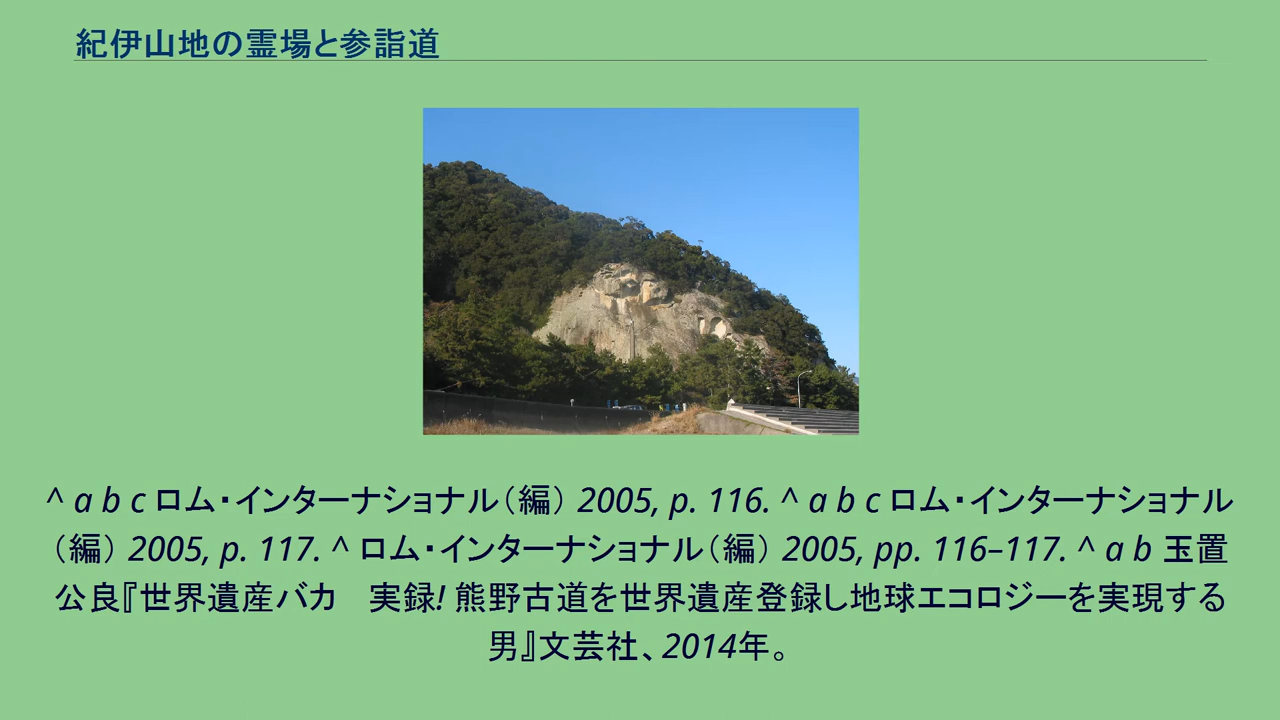 紀伊山地の霊場と参詣道
^ a b c ロム・インターナショナル（編） 2005, p. 116. ^ a b c ロム・インターナショナル
（編） 2005, p. 117. ^ ロム・インターナショナル（編） 2005, pp. 116–117. ^ a b 玉置
公良『世界遺産バカ　実録! 熊野古道を世界遺産登録し地球エコロジーを実現する
男』文芸社、2014年。